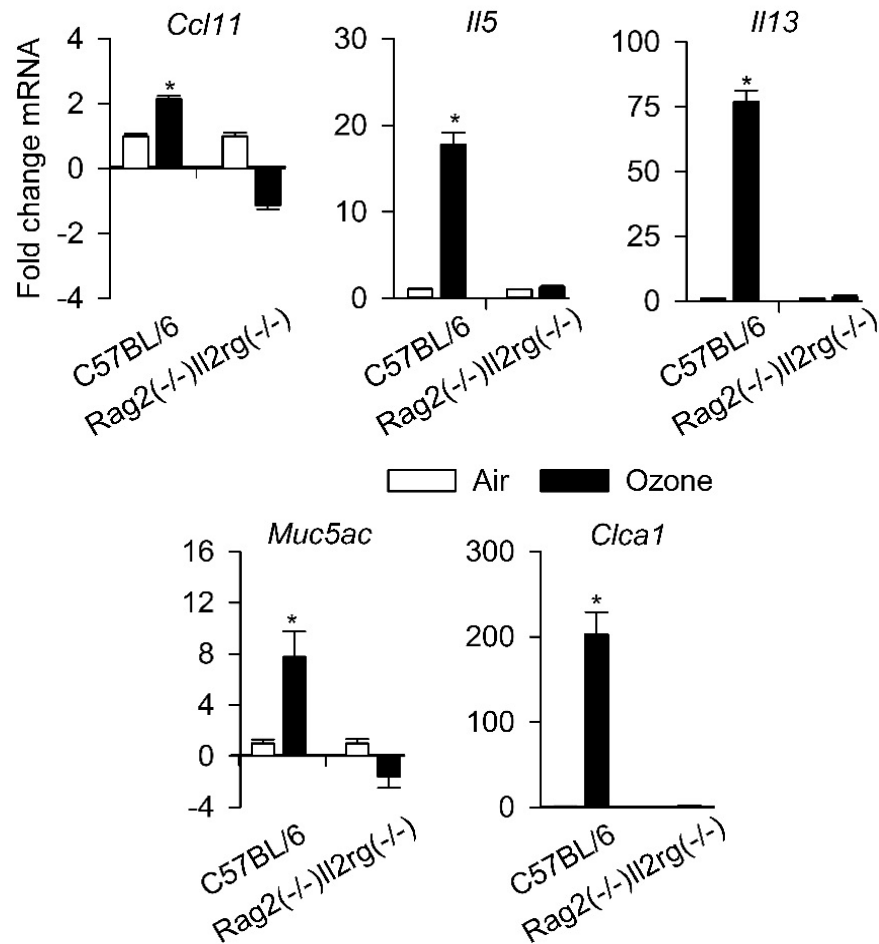 Ccl11
Il5
Il13
Fold change mRNA
4
2
0
-2
-4
30
20
10
0
100
75
50
25
0
*
*
*
C57BL/6
Rag2(-/-)Il2rg(-/-)
C57BL/6
Rag2(-/-)Il2rg(-/-)
C57BL/6
Rag2(-/-)Il2rg(-/-)
Air
Ozone
Muc5ac
Clca1
16
12
8
4
0
-4
300
200
100
0
*
*
C57BL/6
Rag2(-/-)Il2rg(-/-)
C57BL/6
Rag2(-/-)Il2rg(-/-)